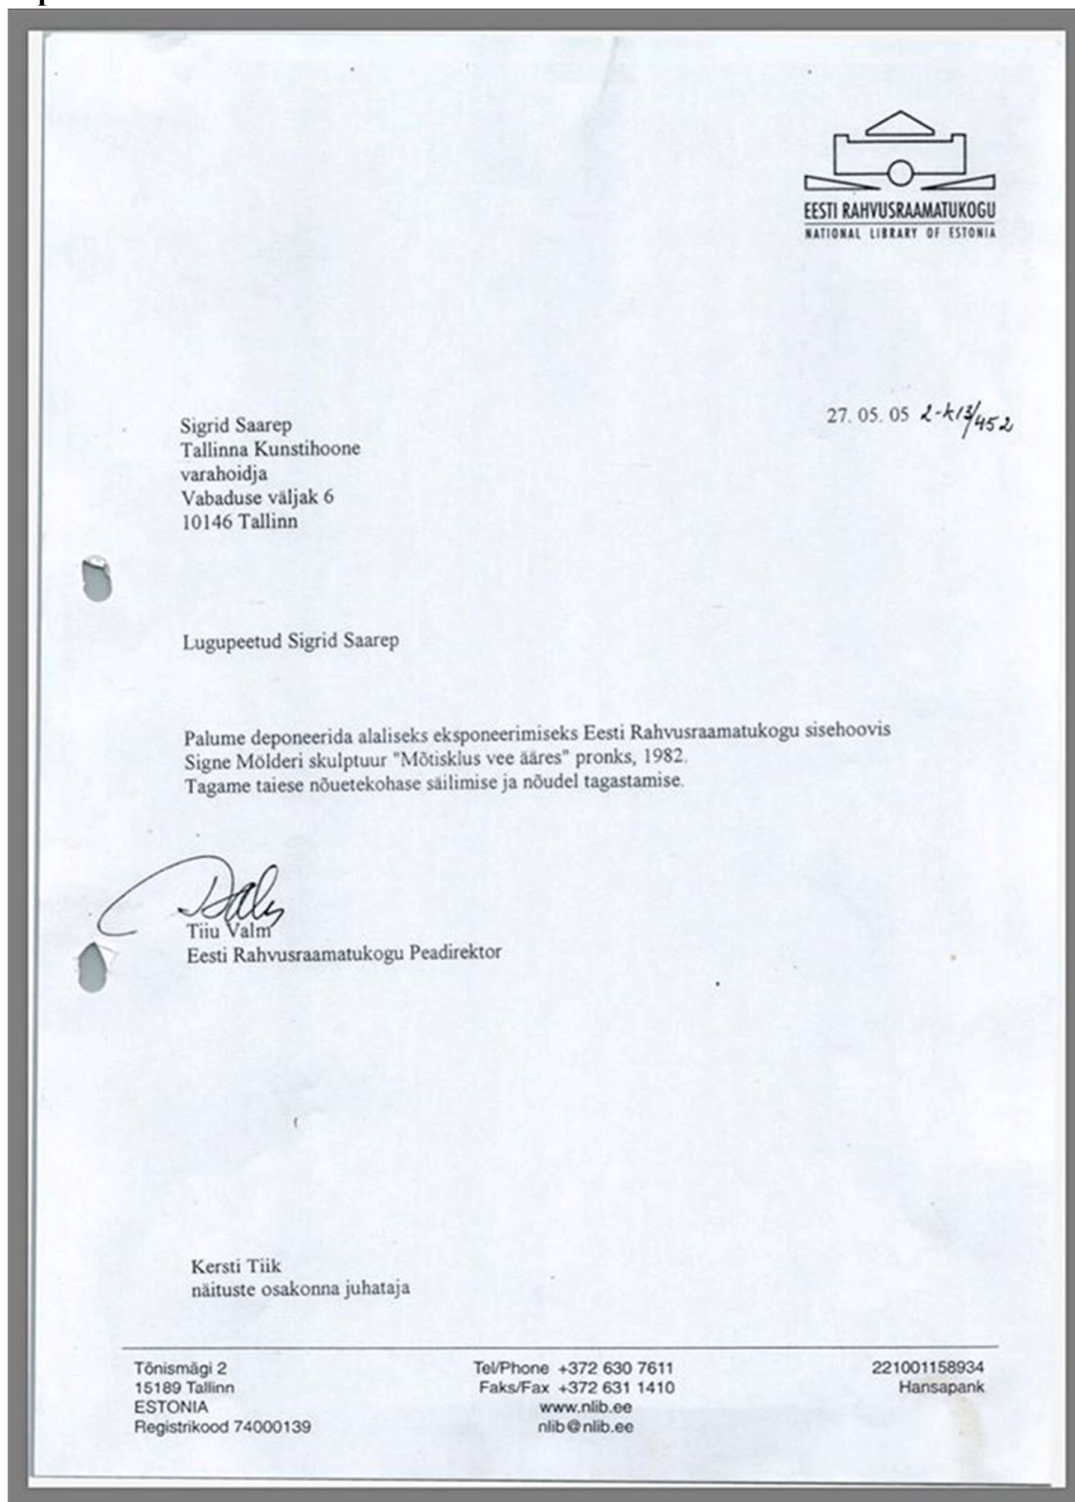 EESTI RAHVUSRAAMATUKOGU
NATIONAL LIBRARY OF ESTONIA
27. 05. 05 2-k13/452
Sigrid Saarep
Tallinna Kunstihoone
varahoidja
Vabaduse väljak 6
10146 Tallinn
Lugupeetud Sigrid Saarep
Palume deponeerida alaliseks eksponeerimiseks Eesti Rahvusraamatukogu sisehoovis
Signe Mölderi skulptuur "Mõtisklus vee ääres" pronks, 1982.
Tagame taiese nõuetekohase säilimise ja nõudel tagastamise.
Tiiu Valm
Eesti Rahvusraamatukogu Peadirektor
Kersti Tiik
näituste osakonna juhataja
Tõnismägi 2
15189 Tallinn
ESTONIA
Registrikood 74000139
Tel/Phone +372 630 7611
Faks/Fax +372 631 1410
www.nlib.ee
nlib@nlib.ee
221001158934
Hansapank